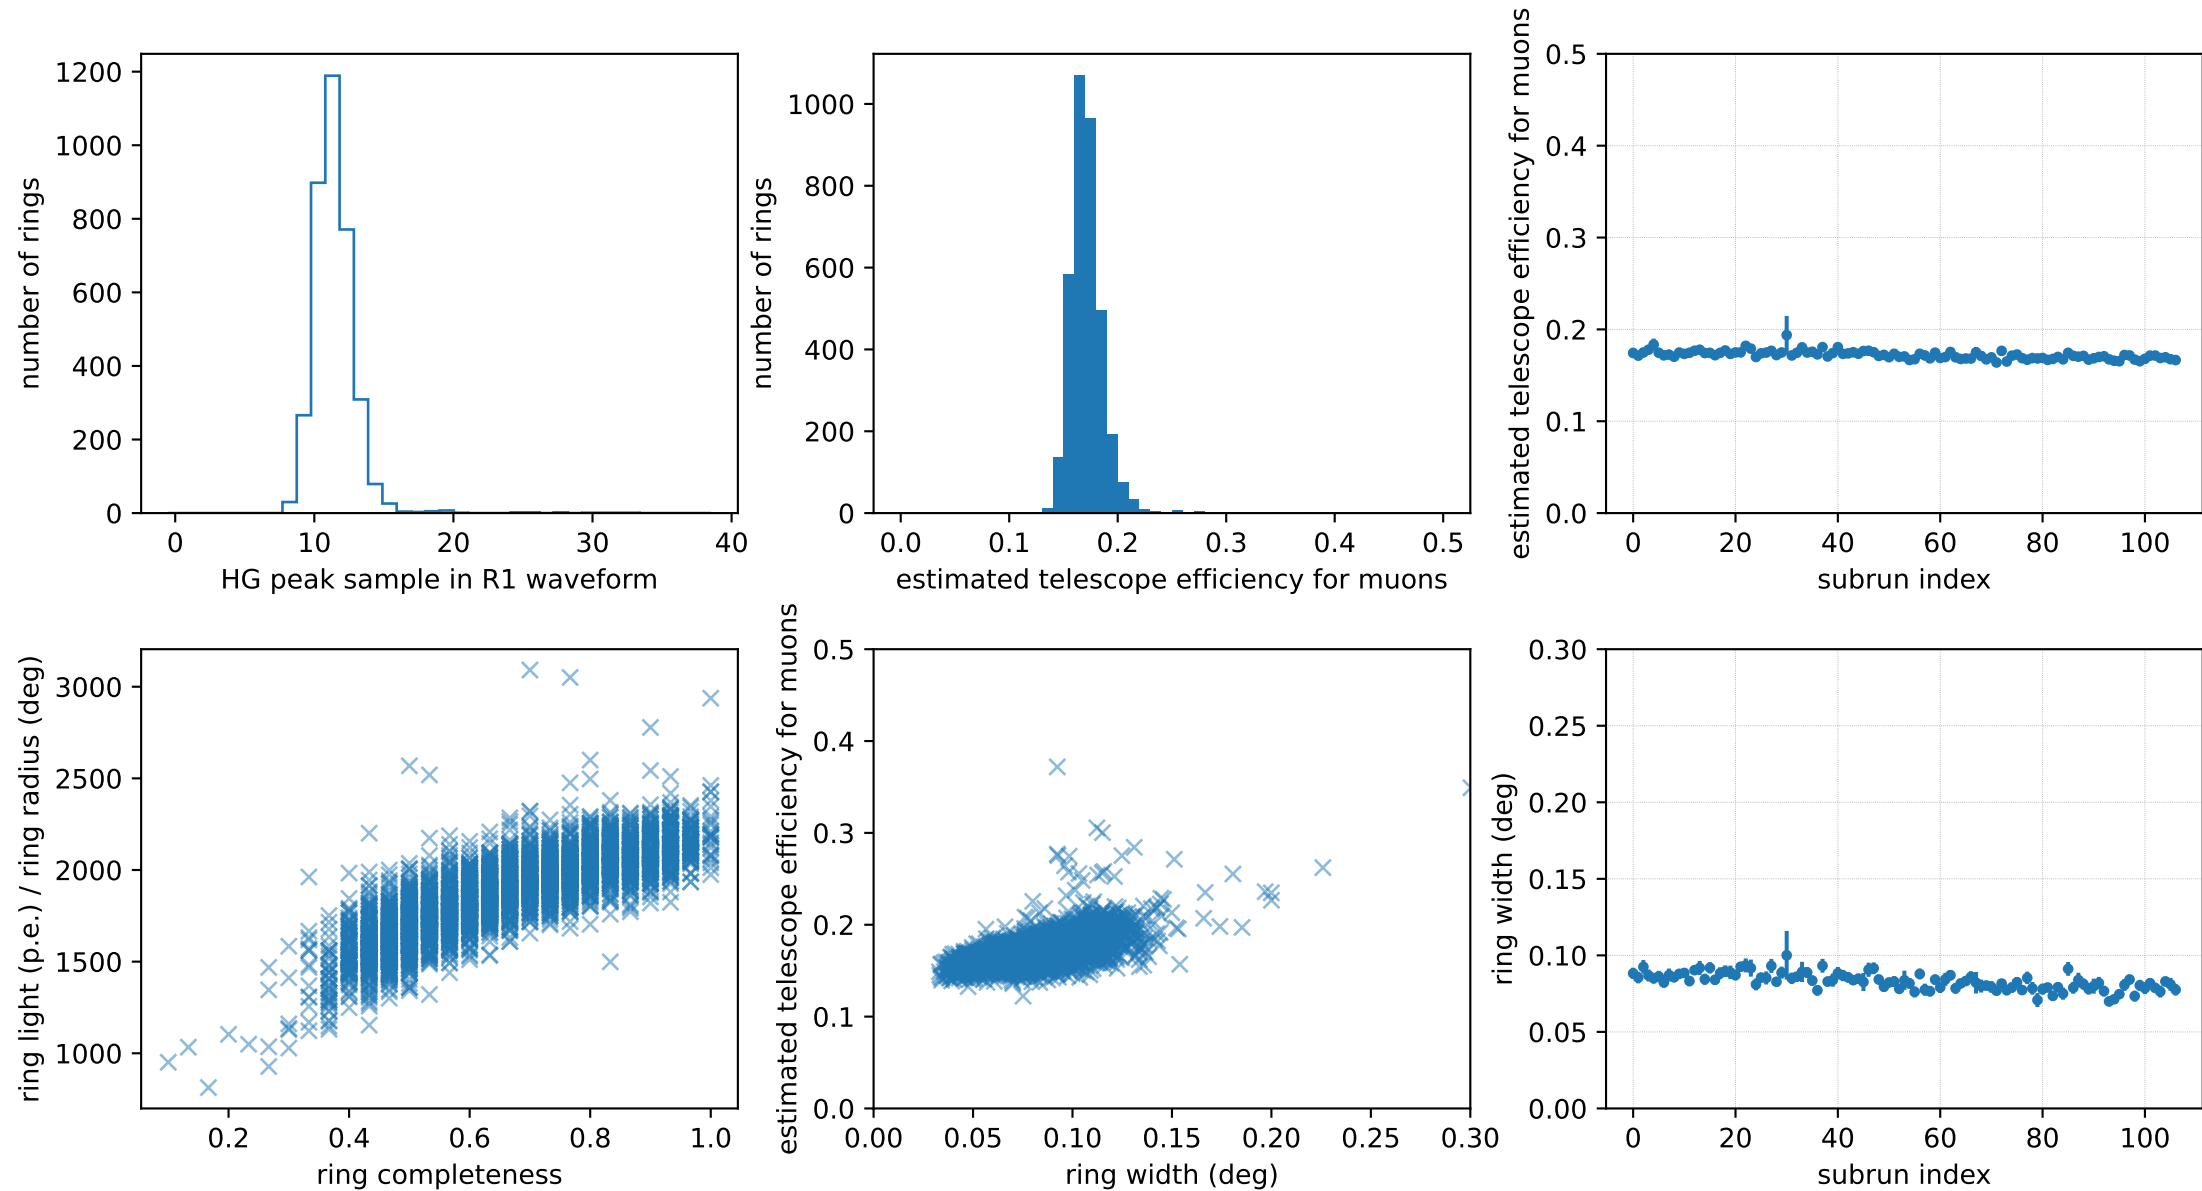 number of rings
1200
1000
800
600
400
200
0
0 10 20 30 40
HG peak sample in R1 waveform
number of rings
1000
800
600
400
200
0
0.0 0.1 0.2 0.3 0.4 0.5
estimated telescope efficiency for muons
estimated telescope efficiency for muons
0.5
0.4
0.3
0.2
0.1
0.0
0 20 40 60 80 100
subrun index
ring light (p.e.) / ring radius (deg)
3000
2500
2000
1500
1000
0.2 0.4 0.6 0.8 1.0
ring completeness
estimated telescope efficiency for muons
0.5
0.4
0.3
0.2
0.1
0.0
0.00 0.05 0.10 0.15 0.20 0.25 0.30
ring width (deg)
ring width (deg)
0.30
0.25
0.20
0.15
0.10
0.05
0.00
0 20 40 60 80 100
subrun index